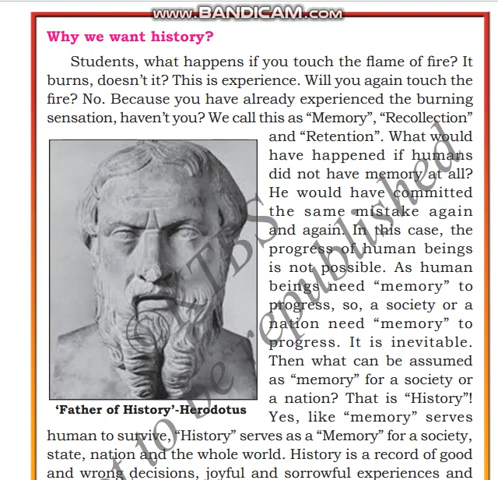 www.BANDICAM.com
Why we want history?
Students, what happens if you touch the flame of fire? It
burns, doesn't it? This is experience. Will you again touch the
fire? No. Because you have already experienced the burning
sensation, haven't you? We call this as "Memory", "Recollection"
and "Retention". What would
have happened if humans
did not have memory at all?
He would have committed
the same mistake again
and again. In this case, the
progress of human beings
is not possible. As human
beings need "memory" to
progress, so, a society or a
nation need "memory" to
progress. It is inevitable.
Then what can be assumed
as "memory" for a society or
a nation? That is "History"!
Yes, like "memory" serves
'Father of History'-Herodotus
human to survive, "History" serves as a "Memory" for a society,
state, nation and the whole world. History is a record of good
and wrong decisions, joyful and sorrowful experiences and
© KTBS
not to be republished